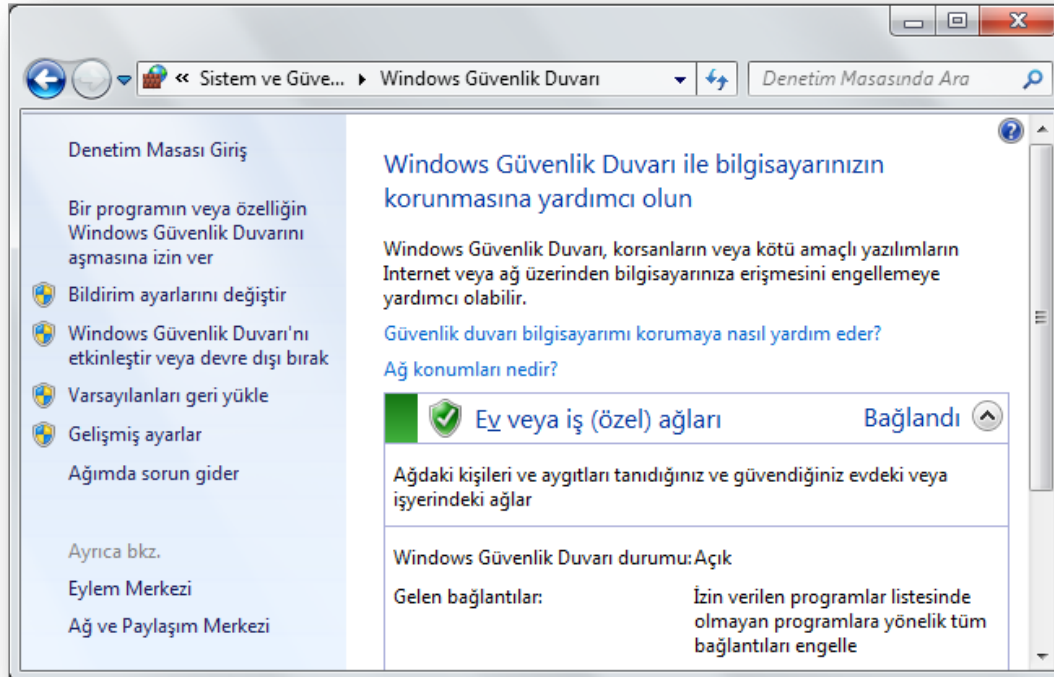 « Sistem ve Güve... Windows Güvenlik Duvarı
Denetim Masasında Ara
Denetim Masası Giriş
Bir programın veya özelliğin
Windows Güvenlik Duvarını
aşmasına izin ver
Bildirim ayarlarını değiştir
Windows Güvenlik Duvarı'nı
etkinleştir veya devre dışı bırak
Varsayılanları geri yükle
Gelişmiş ayarlar
Ağımda sorun gider
Ayrıca bkz.
Eylem Merkezi
Ağ ve Paylaşım Merkezi
Windows Güvenlik Duvarı ile bilgisayarınızın
korunmasına yardımcı olun
Windows Güvenlik Duvarı, korsanların veya kötü amaçlı yazılımların
Internet veya ağ üzerinden bilgisayarınıza erişmesini engellemeye
yardımcı olabilir.
Güvenlik duvarı bilgisayarımı korumaya nasıl yardım eder?
Ağ konumları nedir?
Ev veya iş (özel) ağları Bağlandı
Ağdaki kişileri ve aygıtları tanıdığınız ve güvendiğiniz evdeki veya
işyerindeki ağlar
Windows Güvenlik Duvarı durumu: Açık
Gelen bağlantılar: İzin verilen programlar listesinde
olmayan programlara yönelik tüm
bağlantıları engelle